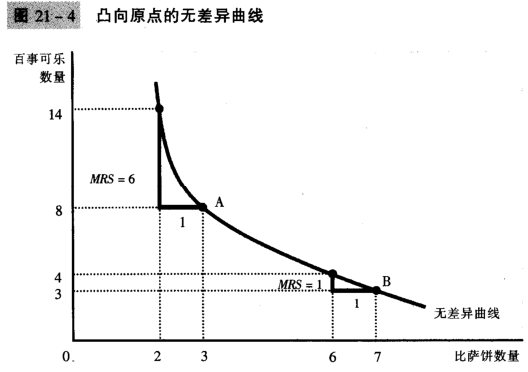 图 21-4 凸向原点的无差异曲线
百事可乐
数量
14
MRS = 6
A
8
1
4
MRS = 1
B
3
1
无差异曲线
0
2
3
6
7
比萨饼数量